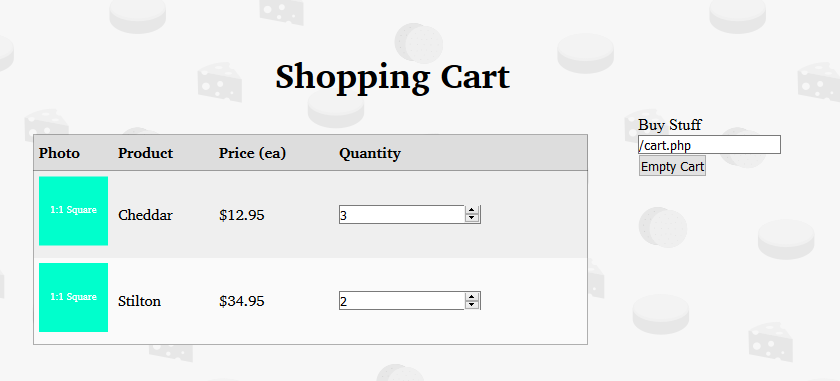 Shopping Cart
Photo Product Price (ea) Quantity
1:1 Square Cheddar $12.95 3
1:1 Square Stilton $34.95 2
Buy Stuff
/cart.php
Empty Cart